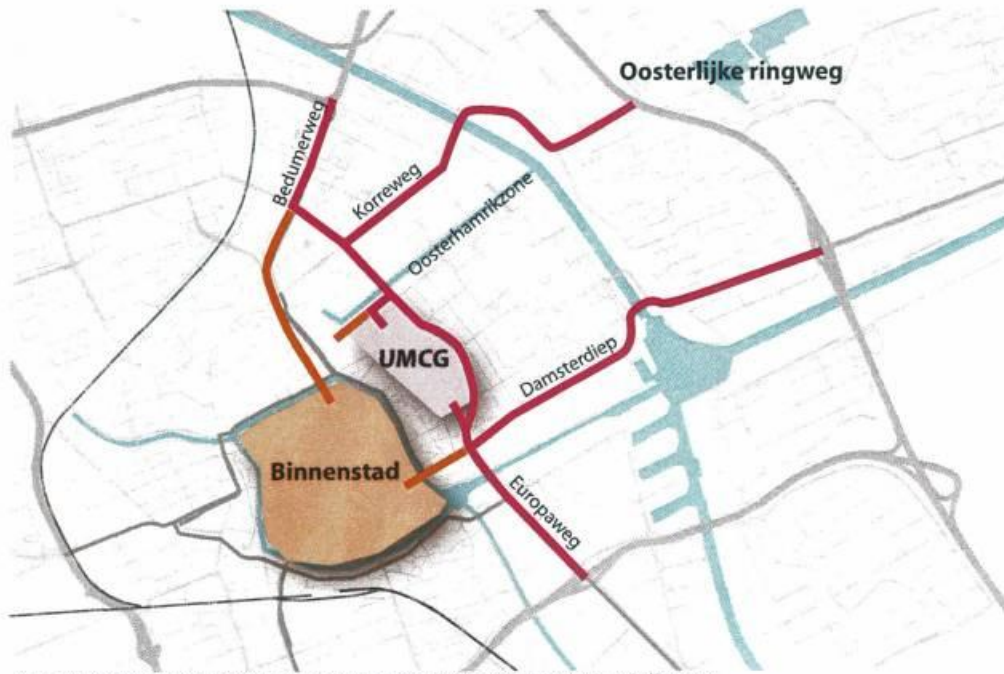 Oosterlijke ringweg
Bedumerweg
Korreweg
Oosterhamrikzone
UMCG
Damsterdiep
Binnenstad
Europaweg